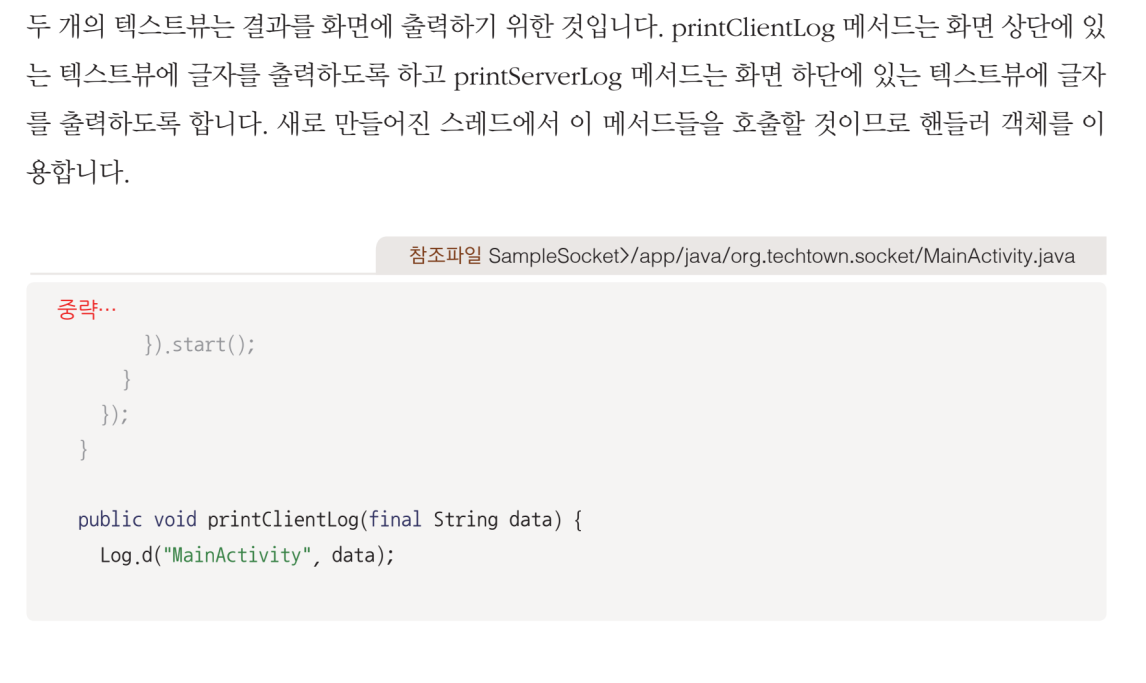 두 개의 텍스트뷰는 결과를 화면에 출력하기 위한 것입니다. printClientLog 메서드는 화면 상단에 있
는 텍스트뷰에 글자를 출력하도록 하고 printServerLog 메서드는 화면 하단에 있는 텍스트뷰에 글자
를 출력하도록 합니다. 새로 만들어진 스레드에서 이 메서드들을 호출할 것이므로 핸들러 객체를 이
용합니다.
참조파일 SampleSocket>/app/java/org.techtown.socket/MainActivity.java
중략…
}).start();
}
});
}
public void printClientLog(final String data) {
Log.d("MainActivity", data);